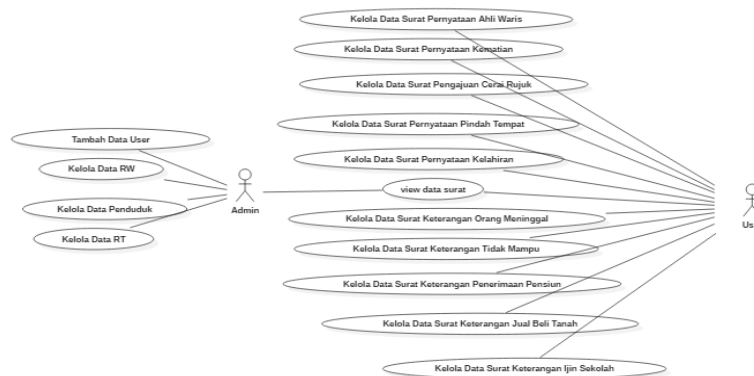 Kelola Data Surat Pernyataan Ahli Waris
Kelola Data Surat Pernyataan Kematian
Kelola Data Surat Pengajuan Cerai Rujuk
Kelola Data Surat Pernyataan Pindah Tempat
Tambah Data User
Kelola Data Surat Pernyataan Kelahiran
Kelola Data RW
view data surat
Kelola Data Penduduk
Admin
Kelola Data Surat Keterangan Orang Meninggal
Us
Kelola Data RT
Kelola Data Surat Keterangan Tidak Mampu
Kelola Data Surat Keterangan Penerimaan Pensiun
Kelola Data Surat Keterangan Jual Beli Tanah
Kelola Data Surat Keterangan Ijin Sekolah